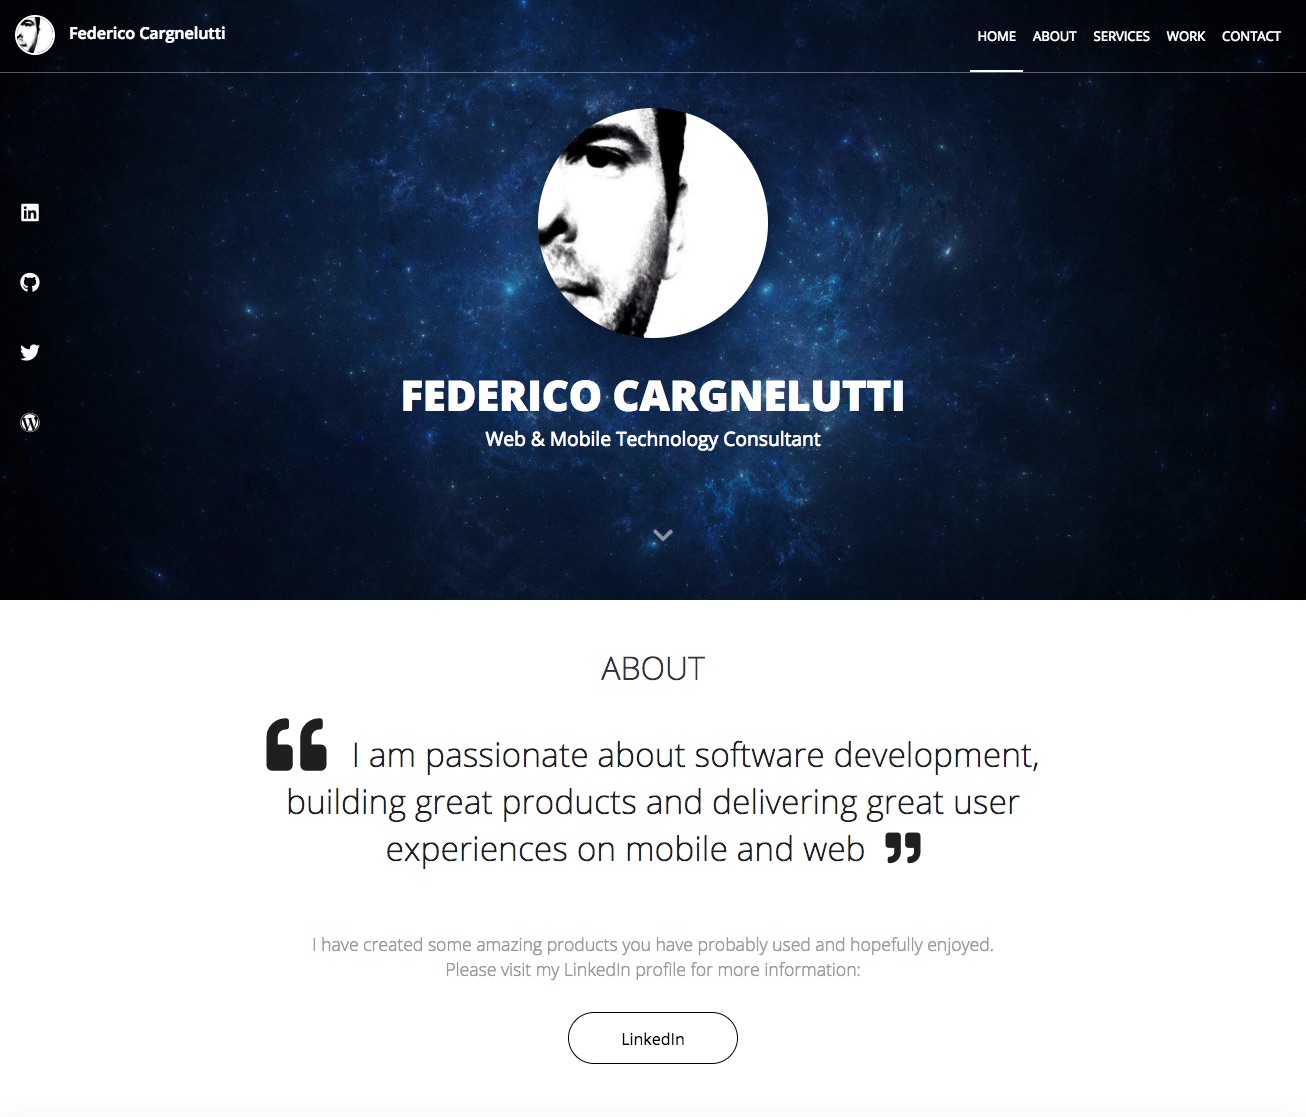 Federico Cargnelutti
HOME ABOUT SERVICES WORK CONTACT
FEDERICO CARGNELUTTI
Web & Mobile Technology Consultant
ABOUT
“ I am passionate about software development,
building great products and delivering great user
experiences on mobile and web ”
I have created some amazing products you have probably used and hopefully enjoyed.
Please visit my LinkedIn profile for more information:
LinkedIn